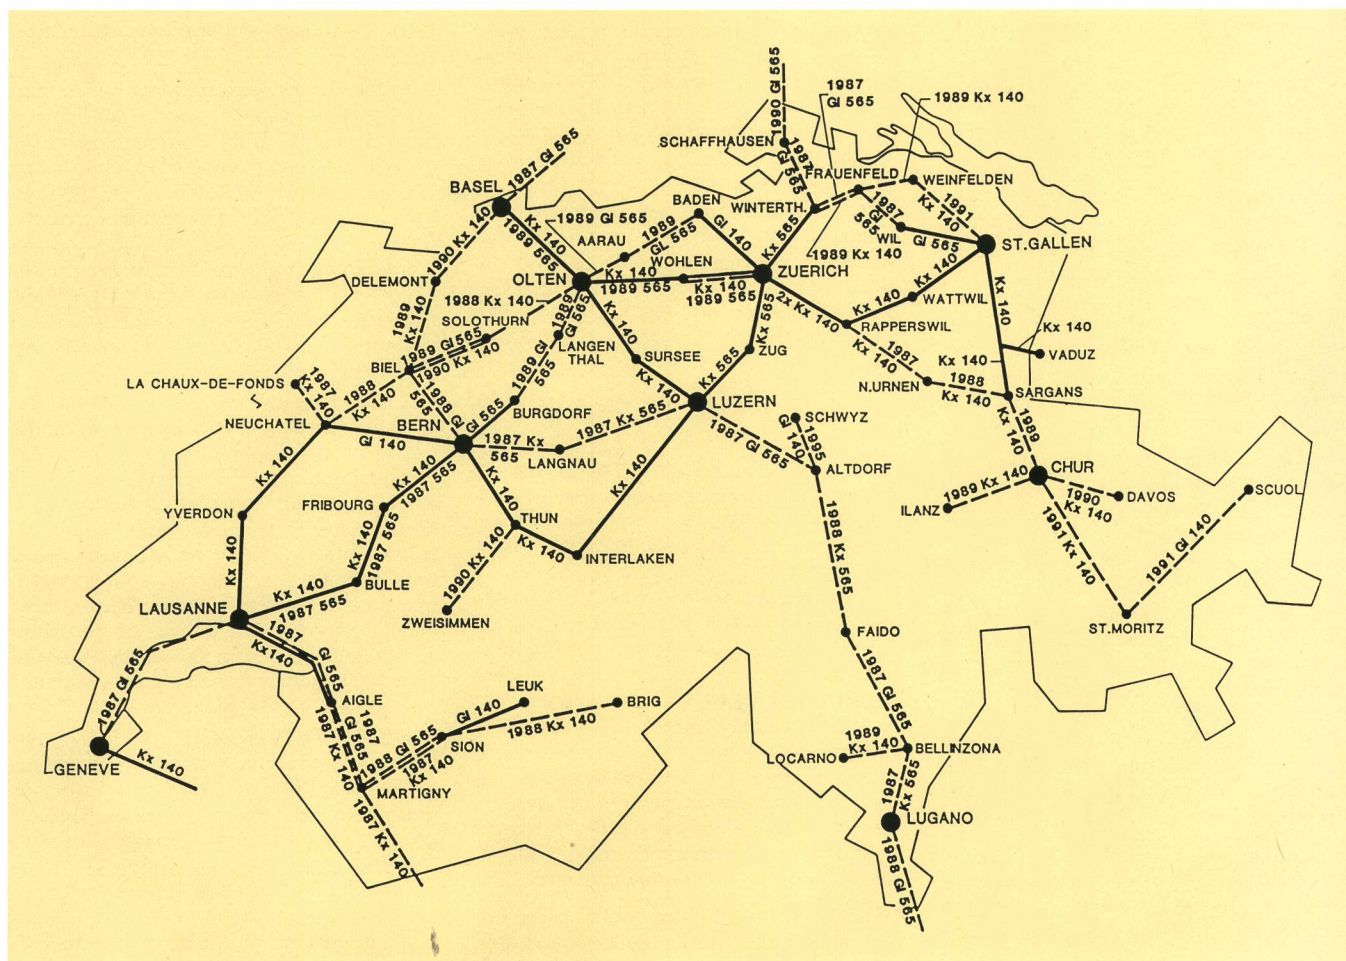 1990 Gl 565
1987
Gl 565
1989 Kx 140
SCHAFFHAUSEN
1987
Gl 565
1987 Gl 565
BASEL
FRAUENFELD
WEINFELDEN
1991
Kx 140
BADEN
WINTERTH.
1987
Gl
565
WIL
Gl 565
ST.GALLEN
Kx 140
1989 565
1989 Gl 565
AARAU
1989
GL 565
Gl 140
Kx 565
1989 Kx 140
1990 Kx 140
DELEMONT
OLTEN
WOHLEN
Kx 140
1989 565
Kx 140
1989 565
ZUERICH
2x Kx 140
Kx 140
WATTWIL
Kx 140
Kx 140
RAPPERSWIL
1988 Kx 140
1989
Kx 140
SOLOTHURN
1989 Gl 565
1990 Kx 140
BIEL
1989
Gl 565
LANGEN
THAL
1989 Gl
565
Kx 140
SURSEE
Kx 140
Kx 565
ZUG
Kx 565
1987
Kx 140
N.URNEN
1988
Kx 140
Kx 140
Kx 140
VADUZ
SARGANS
LA CHAUX-DE-FONDS
1987
Kx 140
1988
Kx 140
NEUCHATEL
1988 Gl
565
BERN
Gl 565
BURGDORF
LUZERN
Gl 140
1987 Kx
565
LANGNAU
1987 Kx 565
SCHWYZ
1995
Gl 140
1987 Gl 565
ALTDORF
1989
Kx 140
CHUR
1989 Kx 140
ILANZ
1990
Kx 140
DAVOS
SCUOL
Kx 140
YVERDON
FRIBOURG
Kx 140
1987 565
Kx 140
THUN
Kx 140
INTERLAKEN
Kx 140
1988 Kx 565
1991 Kx 140
1991 Gl 140
Kx 140
Kx 140
1987 565
BULLE
1990 Kx 140
ZWEISIMMEN
LAUSANNE
Kx 140
1987 565
ST.MORITZ
FAIDO
1987
Gl 565
Kx140
1987 Gl 565
AIGLE
1987
Gl 565
1987 Kx 140
LEUK
Gl 140
BRIG
1988 Kx 140
SION
1988 Gl 565
1987
Kx 140
MARTIGNY
1987 Kx 140
1987 Gl 565
GENEVE
Kx 140
1989
Kx 140
LOCARNO
BELLINZONA
1987
Kx 565
LUGANO
1988 Gl 565